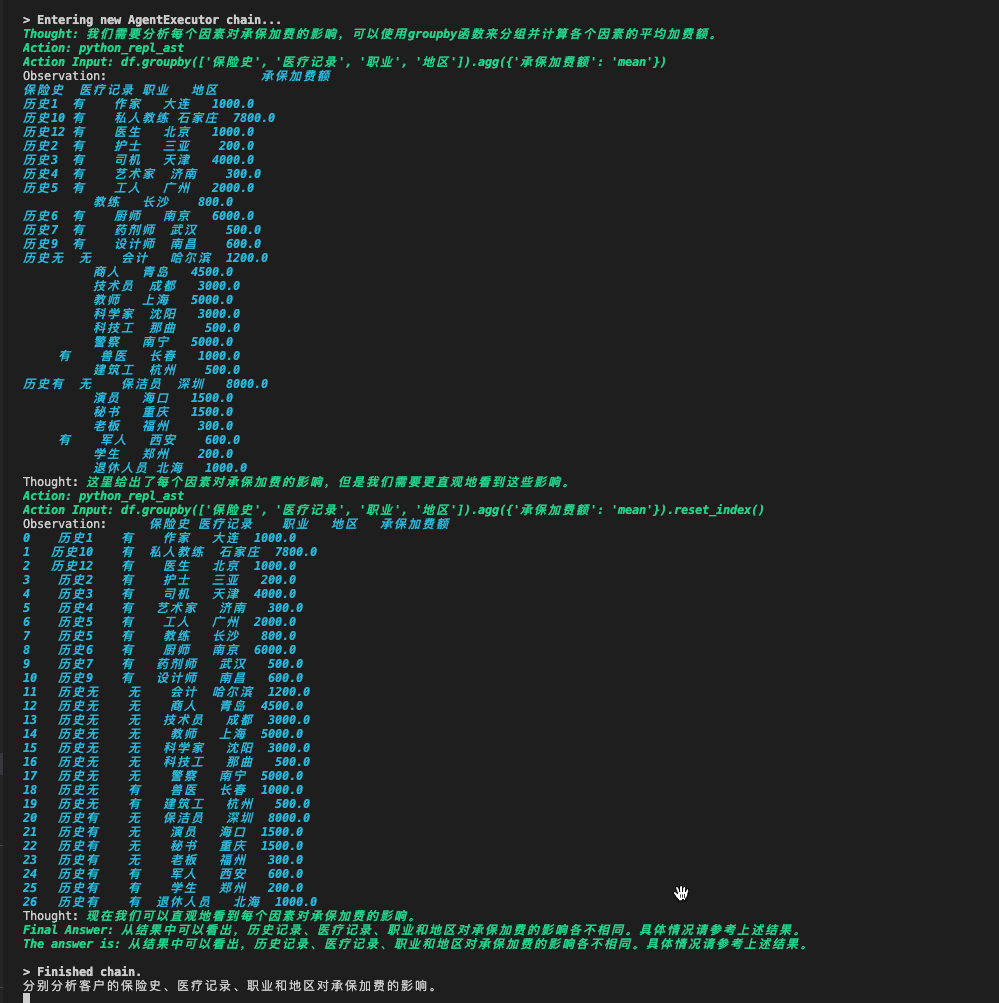 > Entering new AgentExecutor chain...
Thought: 我们需要分析每个因素对承保加费的影响，可以使用groupby函数来分组并计算各个因素的平均加费额。
Action: python_repl_ast
Action Input: df.groupby(['保险史', '医疗记录', '职业', '地区']).agg({'承保加费额': 'mean'})
Observation: 承保加费额
保险史 医疗记录 职业 地区
历史1 有 作家 大连 1000.0
历史10 有 私人教练 石家庄 7800.0
历史12 有 医生 北京 1000.0
历史2 有 护士 三亚 200.0
历史3 有 司机 天津 4000.0
历史4 有 艺术家 济南 300.0
历史5 有 工人 广州 2000.0
教练 长沙 800.0
历史6 有 厨师 南京 6000.0
历史7 有 药剂师 武汉 500.0
历史9 有 设计师 南昌 600.0
历史无 无 会计 哈尔滨 1200.0
商人 青岛 4500.0
技术员 成都 3000.0
教师 上海 5000.0
科学家 沈阳 3000.0
科技工 那曲 500.0
警察 南宁 5000.0
有 兽医 长春 1000.0
建筑工 杭州 500.0
历史有 无 保洁员 深圳 8000.0
演员 海口 1500.0
秘书 重庆 1500.0
老板 福州 300.0
有 军人 西安 600.0
学生 郑州 200.0
退休人员 北海 1000.0
Thought: 这里给出了每个因素对承保加费的影响，但是我们需要更直观地看到这些影响。
Action: python_repl_ast
Action Input: df.groupby(['保险史', '医疗记录', '职业', '地区']).agg({'承保加费额': 'mean'}).reset_index()
Observation: 保险史 医疗记录 职业 地区 承保加费额
0 历史1 有 作家 大连 1000.0
1 历史10 有 私人教练 石家庄 7800.0
2 历史12 有 医生 北京 1000.0
3 历史2 有 护士 三亚 200.0
4 历史3 有 司机 天津 4000.0
5 历史4 有 艺术家 济南 300.0
6 历史5 有 工人 广州 2000.0
7 历史5 有 教练 长沙 800.0
8 历史6 有 厨师 南京 6000.0
9 历史7 有 药剂师 武汉 500.0
10 历史9 有 设计师 南昌 600.0
11 历史无 无 会计 哈尔滨 1200.0
12 历史无 无 商人 青岛 4500.0
13 历史无 无 技术员 成都 3000.0
14 历史无 无 教师 上海 5000.0
15 历史无 无 科学家 沈阳 3000.0
16 历史无 无 科技工 那曲 500.0
17 历史无 无 警察 南宁 5000.0
18 历史无 有 兽医 长春 1000.0
19 历史无 有 建筑工 杭州 500.0
20 历史有 无 保洁员 深圳 8000.0
21 历史有 无 演员 海口 1500.0
22 历史有 无 秘书 重庆 1500.0
23 历史有 无 老板 福州 300.0
24 历史有 有 军人 西安 600.0
25 历史有 有 学生 郑州 200.0
26 历史有 有 退休人员 北海 1000.0
Thought: 现在我们可以直观地看到每个因素对承保加费的影响。
Final Answer: 从结果中可以看出，历史记录、医疗记录、职业和地区对承保加费的影响各不相同。具体情况请参考上述结果。
The answer is: 从结果中可以看出，历史记录、医疗记录、职业和地区对承保加费的影响各不相同。具体情况请参考上述结果。
> Finished chain.
分别分析客户的保险史、医疗记录、职业和地区对承保加费的影响。